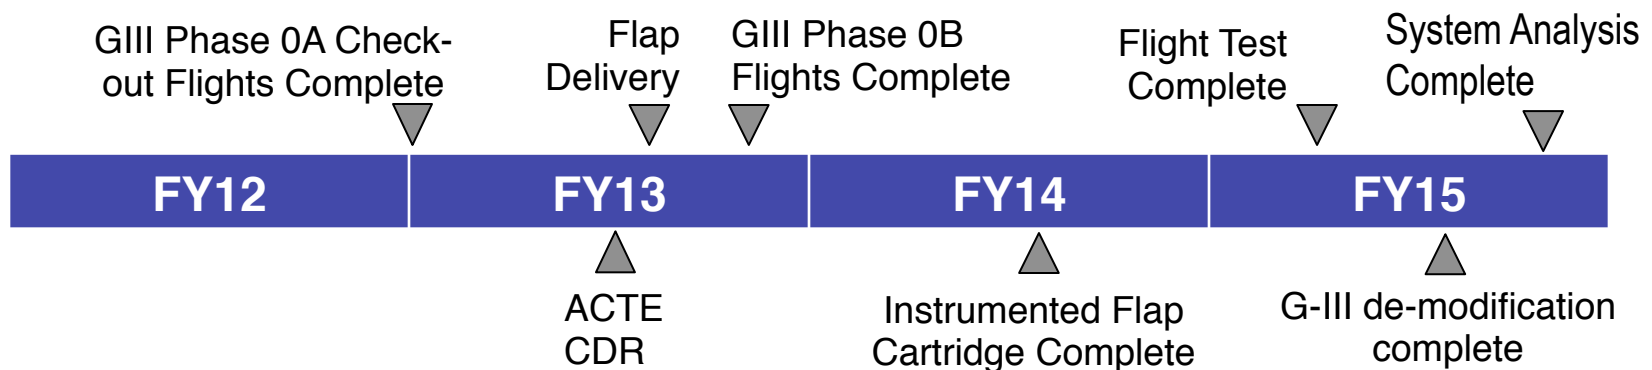 GIII Phase 0A Check-
out Flights Complete
Flap
Delivery
GIII Phase 0B
Flights Complete
Flight Test
Complete
System Analysis
Complete
FY12
FY13
FY14
FY15
ACTE
CDR
Instrumented Flap
Cartridge Complete
G-III de-modification
complete